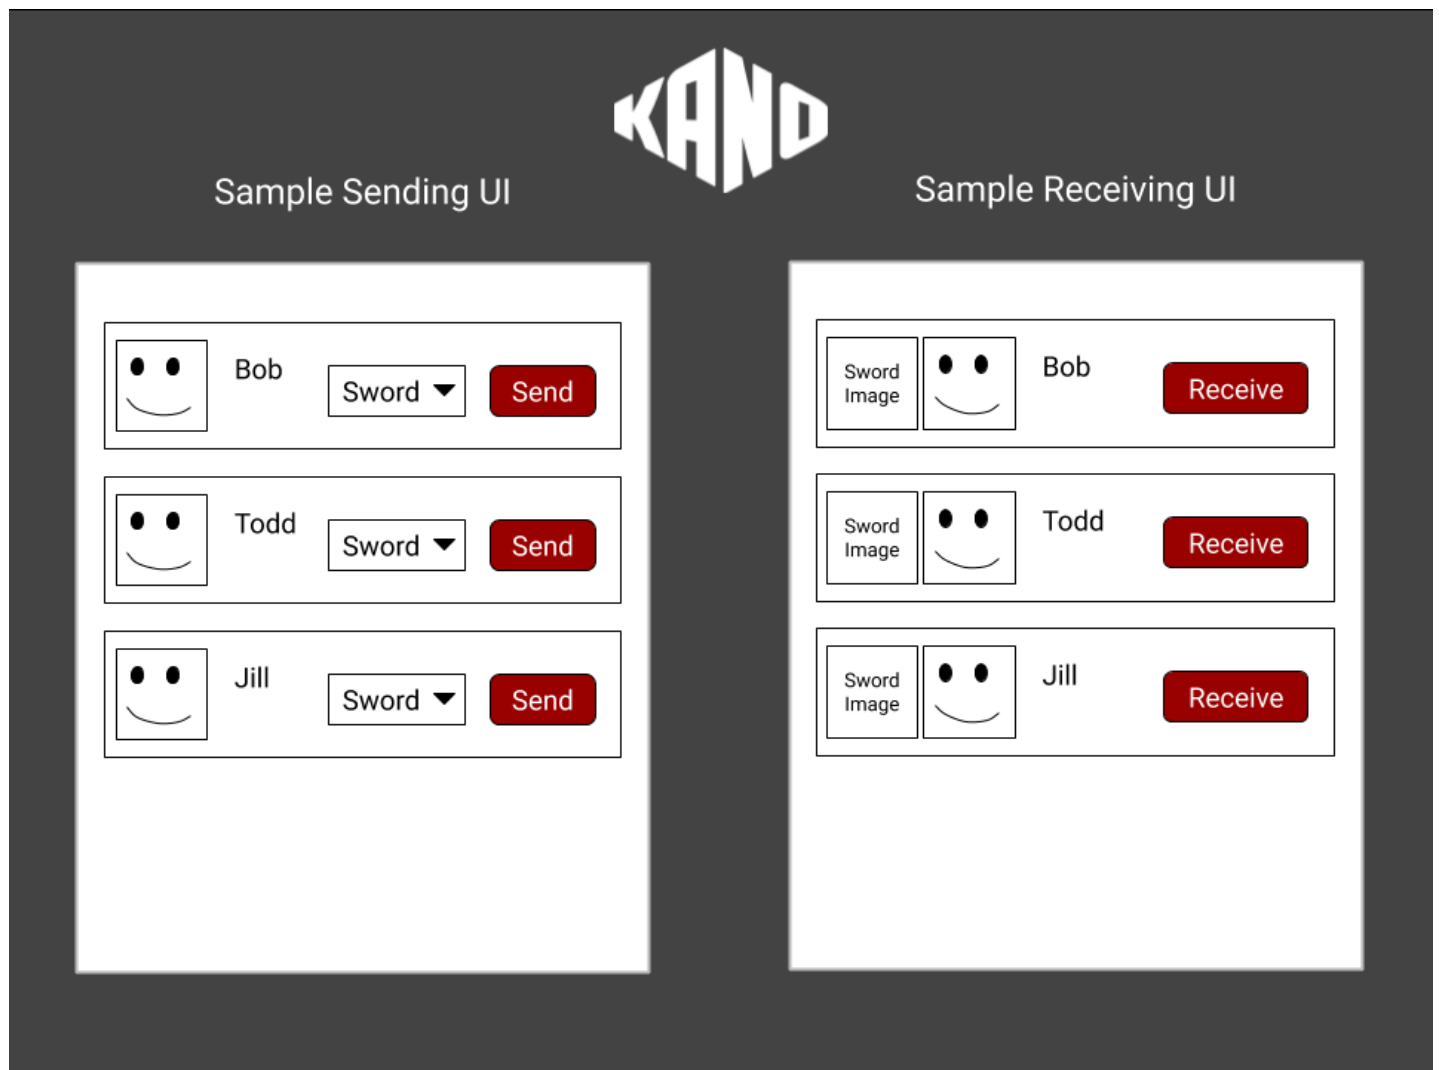 KANO
Sample Sending UI
Bob
Sword
Send
Todd
Sword
Send
Jill
Sword
Send
Sample Receiving UI
Sword
Image
Bob
Receive
Sword
Image
Todd
Receive
Sword
Image
Jill
Receive